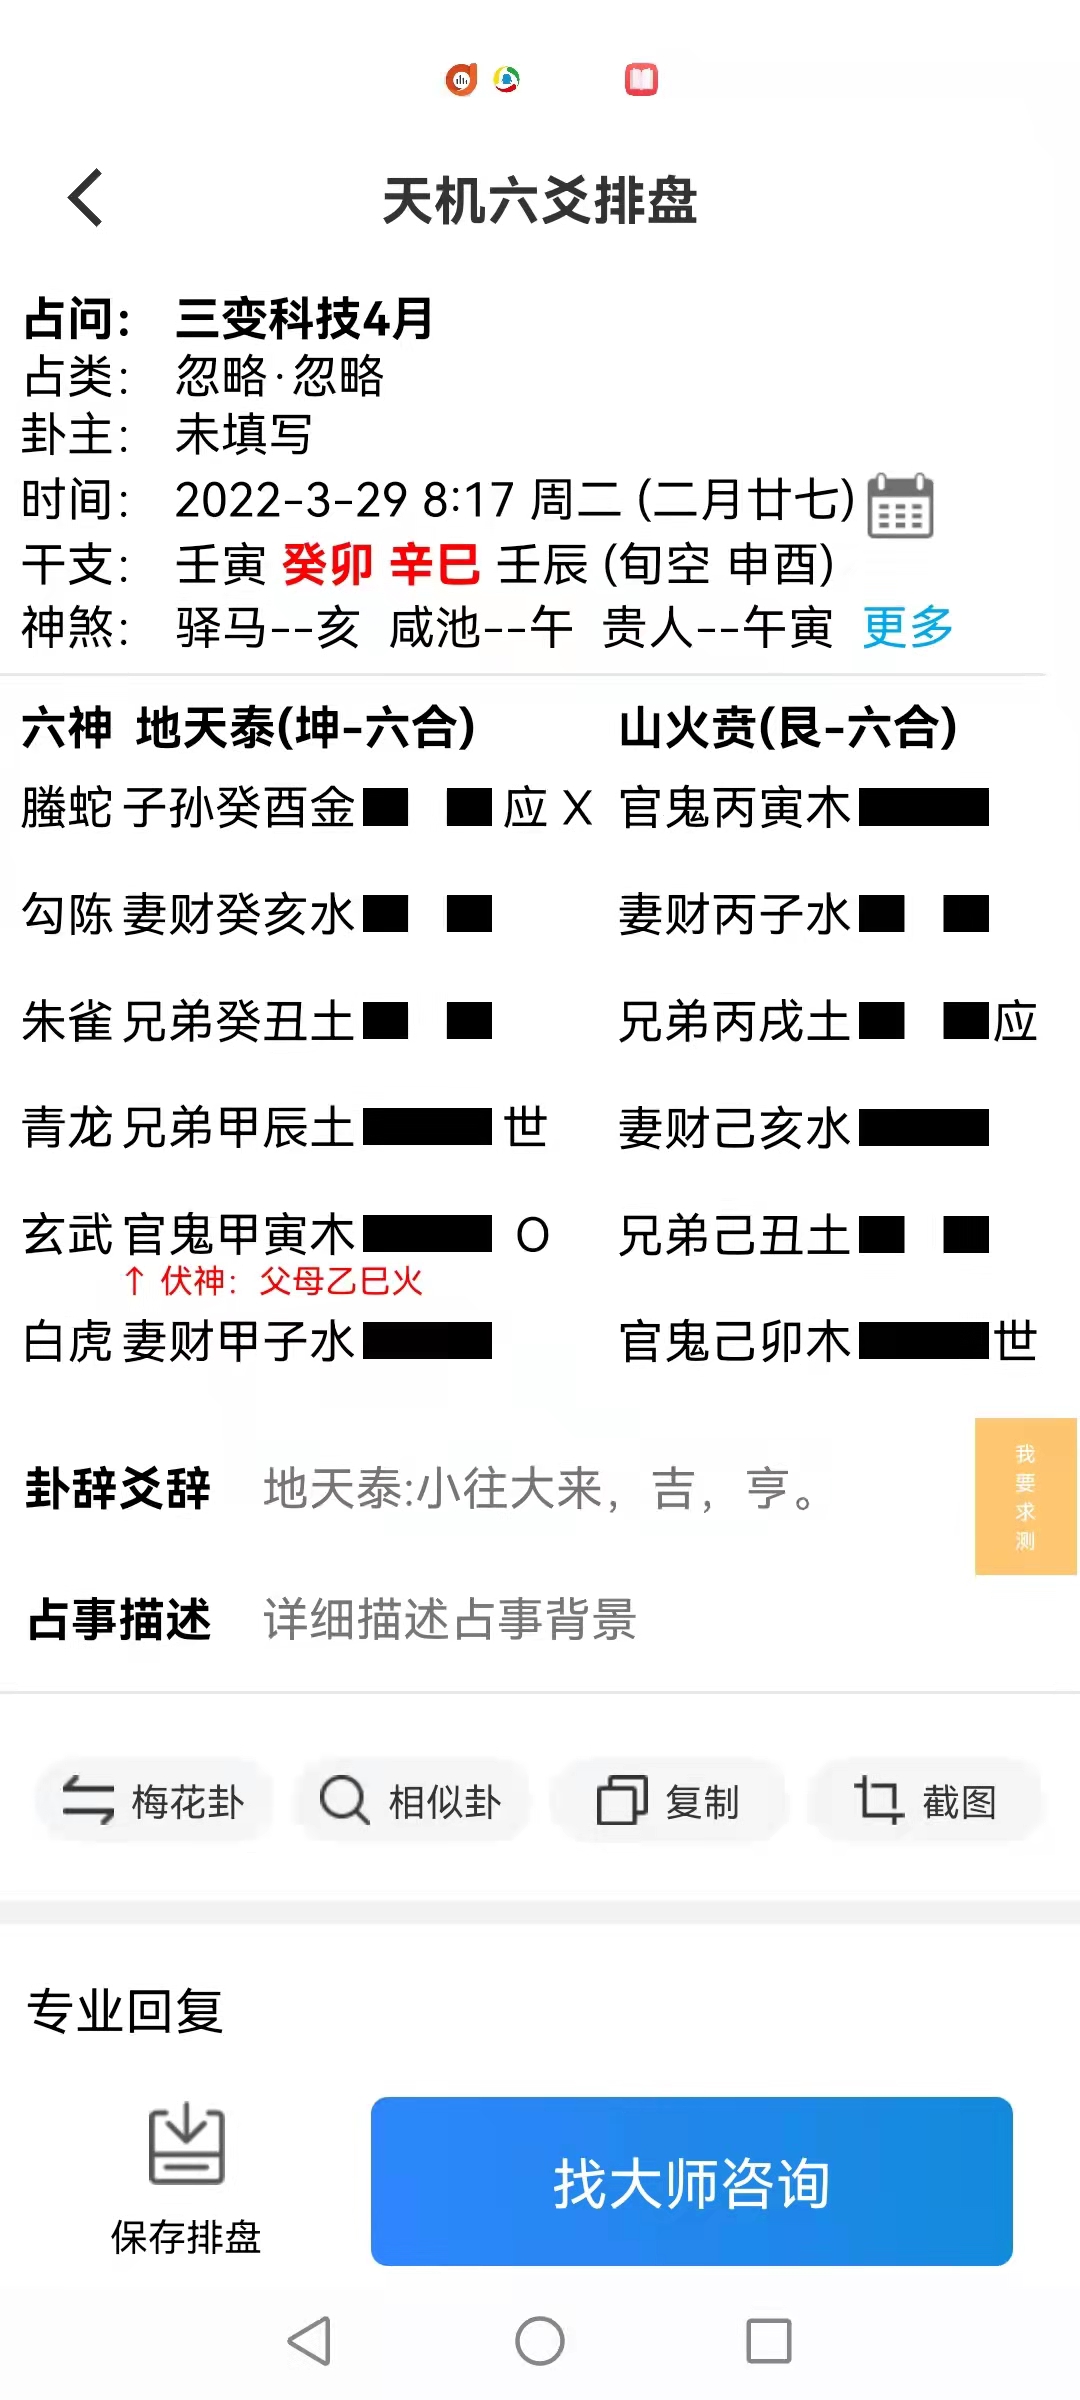 天机六爻排盘
占问： 三变科技4月
占类： 忽略·忽略
卦主： 未填写
时间： 2022-3-29 8:17 周二 (二月廿七)
干支： 壬寅 癸卯 辛巳 壬辰 (旬空 申酉)
神煞： 驿马--亥 咸池--午 贵人--午寅 更多
六神 地天泰(坤-六合) 山火贲(艮-六合)
螣蛇 子孙癸酉金 应 X 官鬼丙寅木
勾陈 妻财癸亥水 妻财丙子水
朱雀 兄弟癸丑土 兄弟丙戌土 应
青龙 兄弟甲辰土 世 妻财己亥水
玄武 官鬼甲寅木 O 兄弟己丑土
↑ 伏神：父母乙巳火
白虎 妻财甲子水 官鬼己卯木 世
卦辞爻辞 地天泰:小往大来，吉，亨。
我要求测
占事描述 详细描述占事背景
梅花卦 相似卦 复制 截图
专业回复
保存排盘 找大师咨询